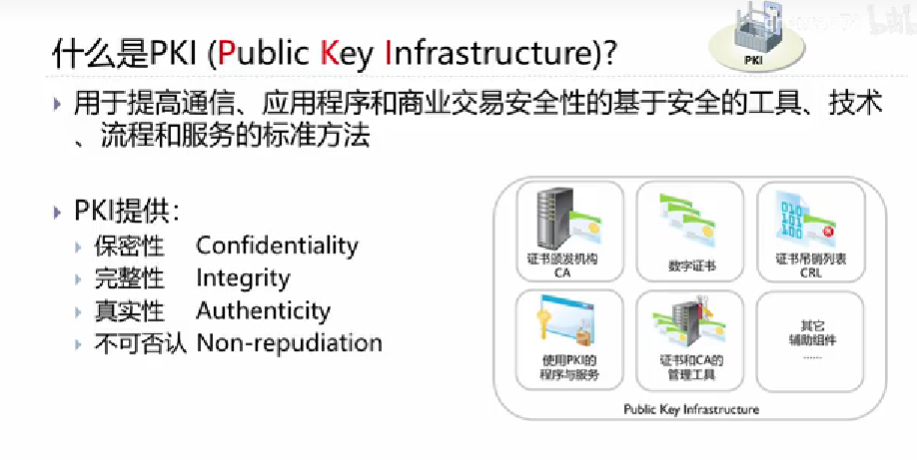 什么是PKI (Public Key Infrastructure)?
PKI
用于提高通信、应用程序和商业交易安全性的基于安全的工具、技术
、流程和服务的标准方法
PKI提供：
保密性 Confidentiality
完整性 Integrity
真实性 Authenticity
不可否认 Non-repudiation
证书颁发机构
CA
数字证书
010
101
100
证书吊销列表
CRL
使用PKI的
程序与服务
证书和CA的
管理工具
其它
辅助组件
……
Public Key Infrastructure